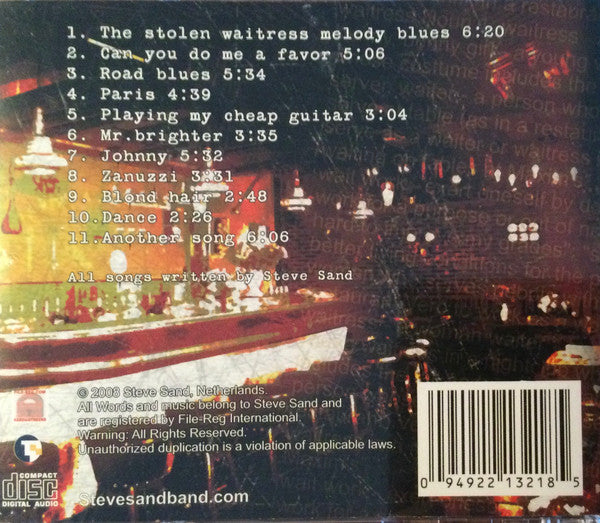 1. The stolen waitress melody blues 6:20
2. Can you do me a favor 5:06
3. Road blues 5:34
4. Paris 4:39
5. Playing my cheap guitar 3:04
6. Mr.brighter 3:35
7. Johnny 5:32
8. Zanuzzi 3:31
9. Blond hair 2:48
10.Dance 2:26
11.Another song 6:06
All songs written by Steve Sand
© 2008 Steve Sand, Netherlands.
All Words and music belong to Steve Sand and
are registered by File-Reg International.
Warning: All Rights Reserved.
Unauthorized duplication is a violation of applicable laws.
COMPACT
disc
DIGITAL AUDIO
Stevesandband.com
0 94922 13218 5